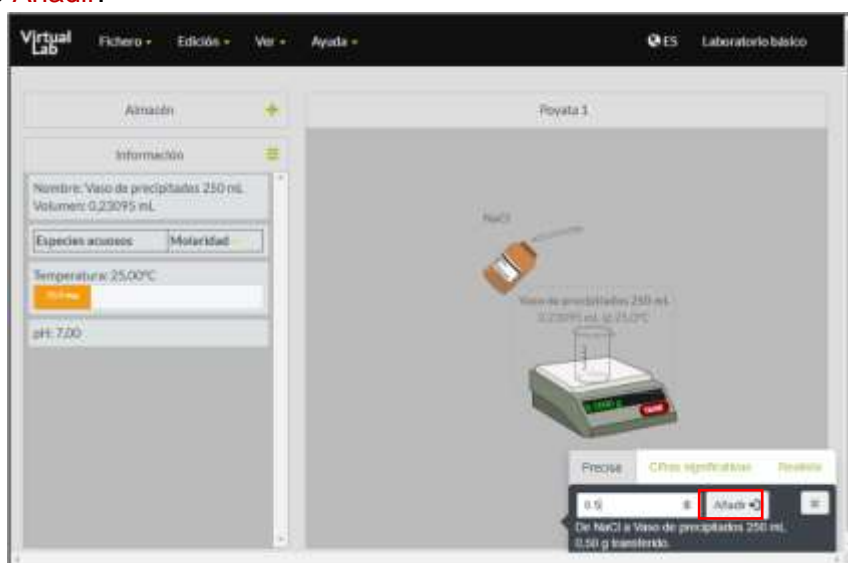 Añadir.
Virtual Lab Fichero Edición Ver Ayuda ES Laboratorio básico
Almacén
Poyata 1
Información
Nombre: Vaso de precipitados 250 mL
Volumen: 0,23095 mL
Especies acuosos Molaridad
Temperatura: 25,00°C
pH: 7,00
NaCl
Vaso de precipitados 250 mL
0,23095 mL @ 25,0°C
Precisa Cifras significativas Realista
0.5 g Añadir
De NaCl a Vaso de precipitados 250 mL
0,50 g transferido.